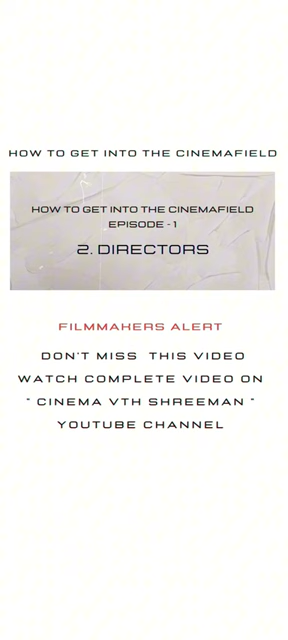 HOW TO GET INTO THE CINEMAFIELD
HOW TO GET INTO THE CINEMAFIELD
EPISODE - 1
2. DIRECTORS
FILMMAKERS ALERT
DON'T MISS THIS VIDEO
WATCH COMPLETE VIDEO ON
" CINEMA VTH SHREEMAN "
YOUTUBE CHANNEL